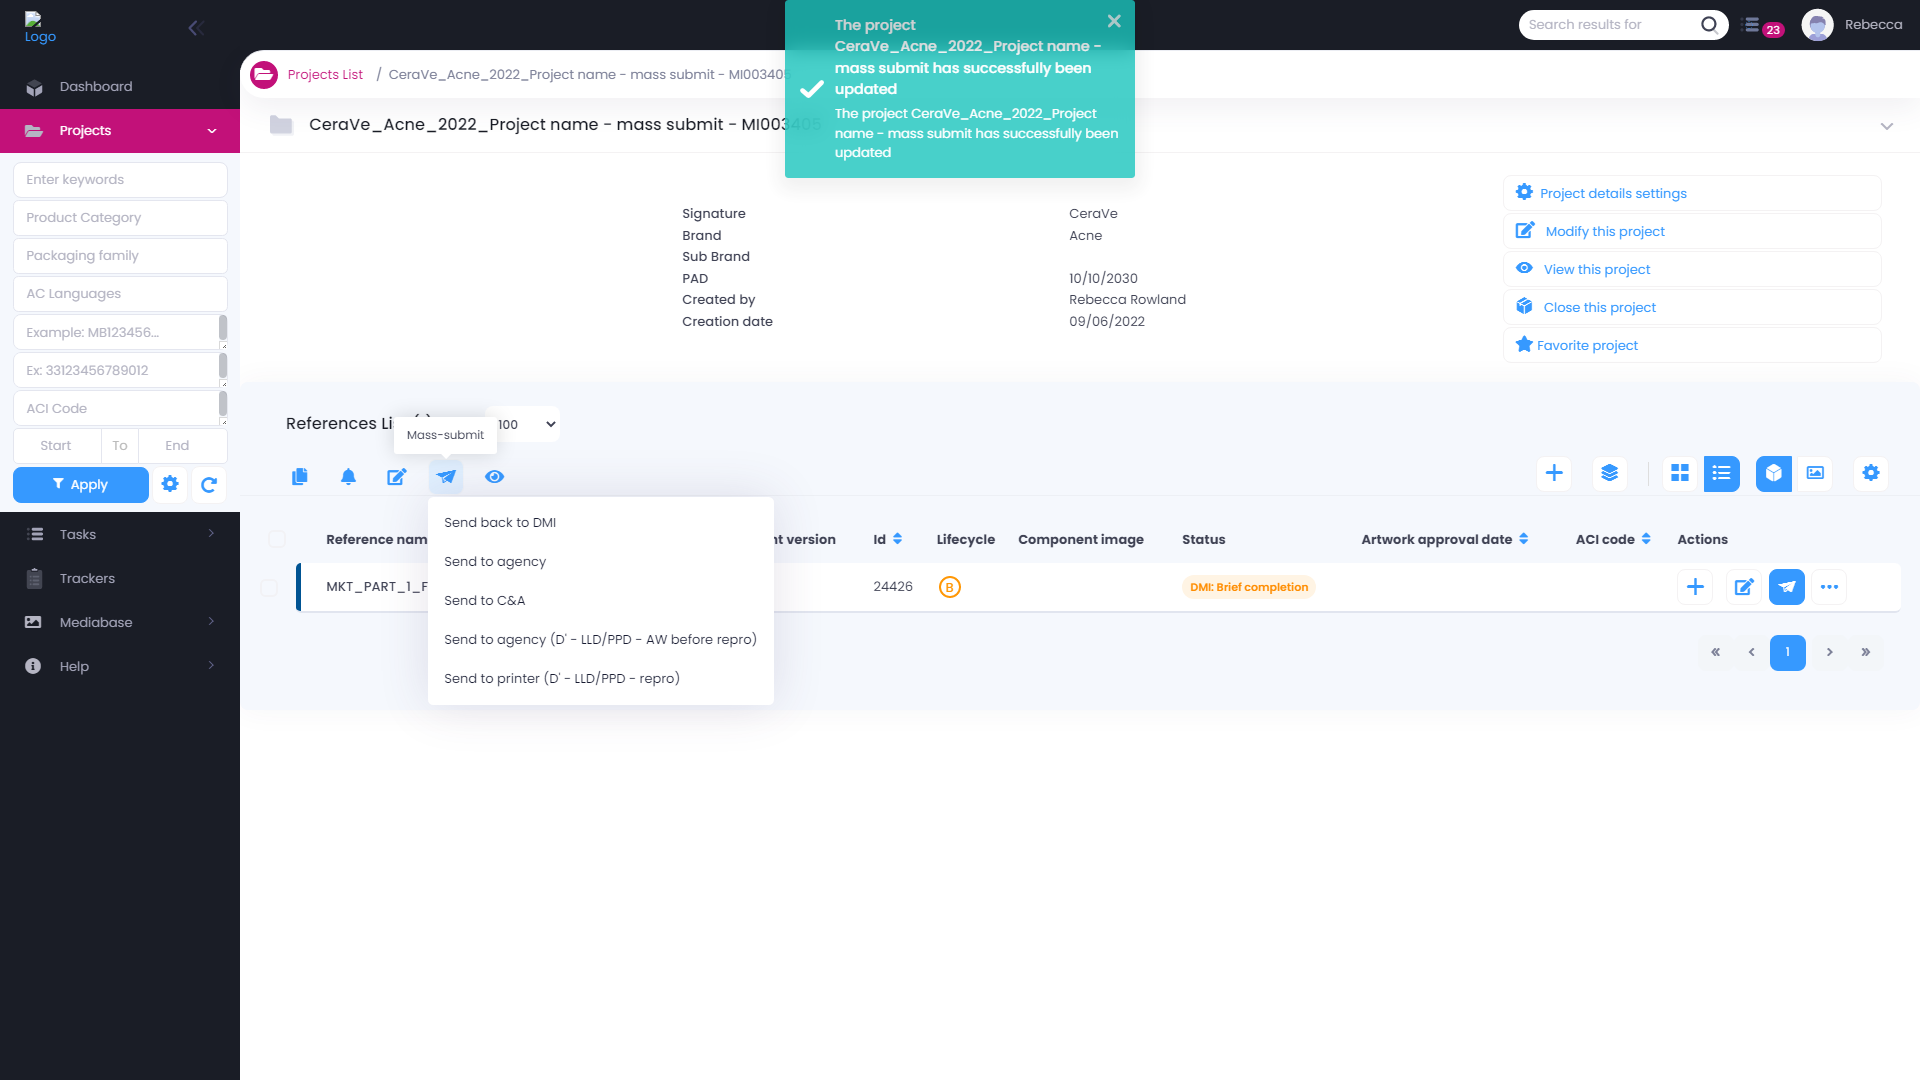 Logo
Search results for
23
Rebecca
The project
CeraVe_Acne_2022_Project name -
mass submit has successfully been
updated
The project CeraVe_Acne_2022_Project
name - mass submit has successfully been
updated
Projects List / CeraVe_Acne_2022_Project name - mass submit - MI003405
CeraVe_Acne_2022_Project name - mass submit - MI003405
Dashboard
Projects
Enter keywords
Product Category
Packaging family
AC Languages
Example: MB123456...
Ex: 33123456789012
ACI Code
Start To End
Apply
Tasks
Trackers
Mediabase
Help
Signature CeraVe
Brand Acne
Sub Brand
PAD 10/10/2030
Created by Rebecca Rowland
Creation date 09/06/2022
Project details settings
Modify this project
View this project
Close this project
Favorite project
References Li
100
Mass-submit
Send back to DMI
Send to agency
Send to C&A
Send to agency (D' - LLD/PPD - AW before repro)
Send to printer (D' - LLD/PPD - repro)
Reference nam version Id Lifecycle Component image Status Artwork approval date ACI code Actions
MKT_PART_1_F 24426 B DMI: Brief completion
« ‹ 1 › »